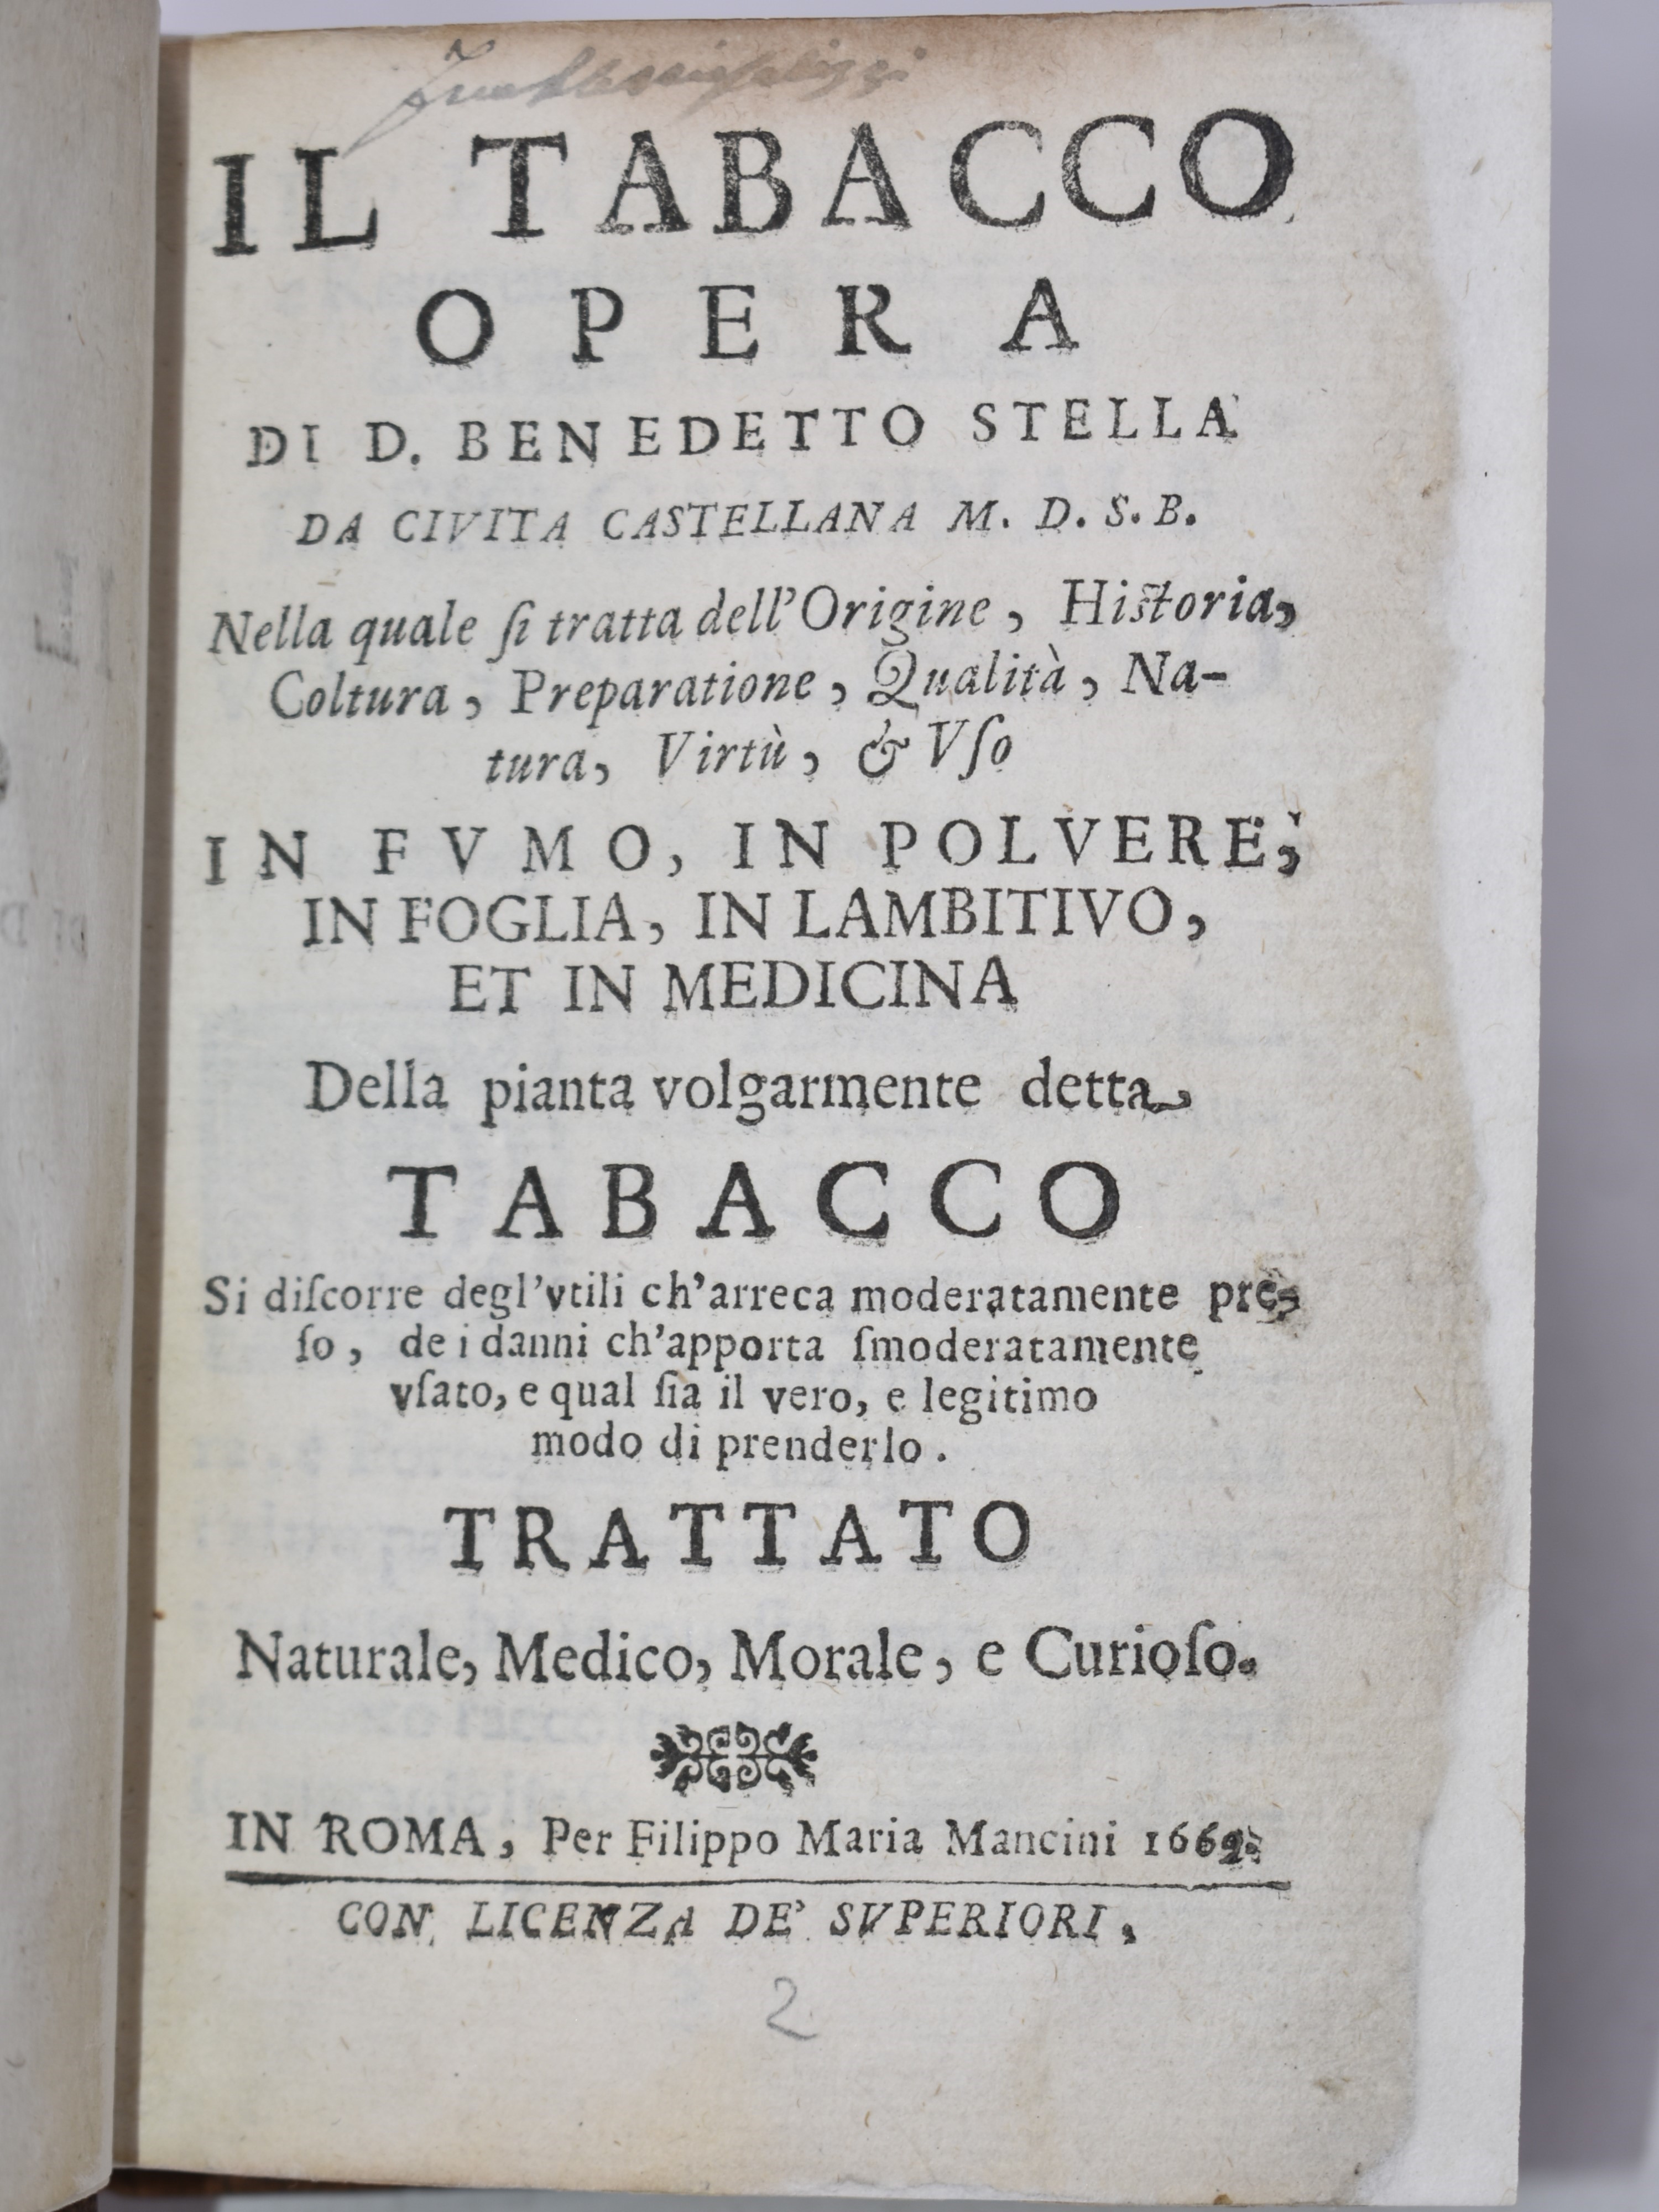 IL TABACCO
OPERA
DI D. BENEDETTO STELLA
DA CIVITA CASTELLANA M. D. S. B.
Nella quale ſi tratta dell'Origine, Hiſtoria,
Coltura, Preparatione, Qualità, Na-
tura, Virtù, & Vſo
IN FVMO, IN POLVERE,
IN FOGLIA, IN LAMBITIVO,
ET IN MEDICINA
Della pianta volgarmente detta
TABACCO
Si diſcorre degl'vtili ch'arreca moderatamente pre-
ſo, de i danni ch'apporta ſmoderatamente
vſato, e qual ſia il vero, e legitimo
modo di prenderlo.
TRATTATO
Naturale, Medico, Morale, e Curioſo.
IN ROMA, Per Filippo Maria Mancini 1669.
CON LICENZA DE' SVPERIORI.
2